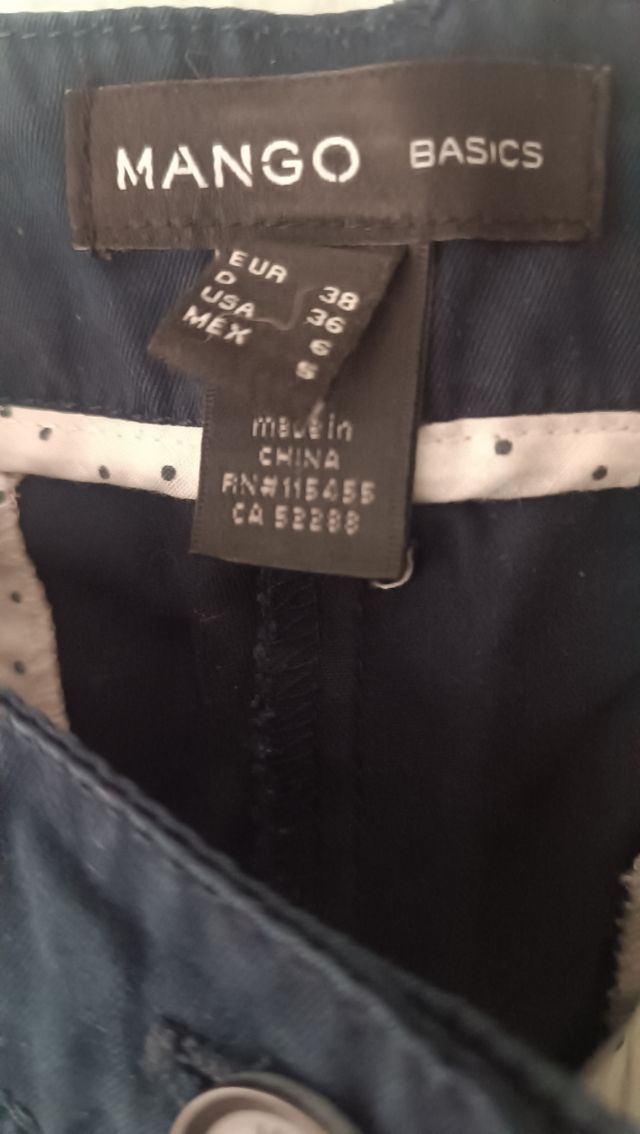 MANGO BASICS
EUR 38
D 36
USA 6
MEX S
made in
CHINA
RN#115455
CA 52288